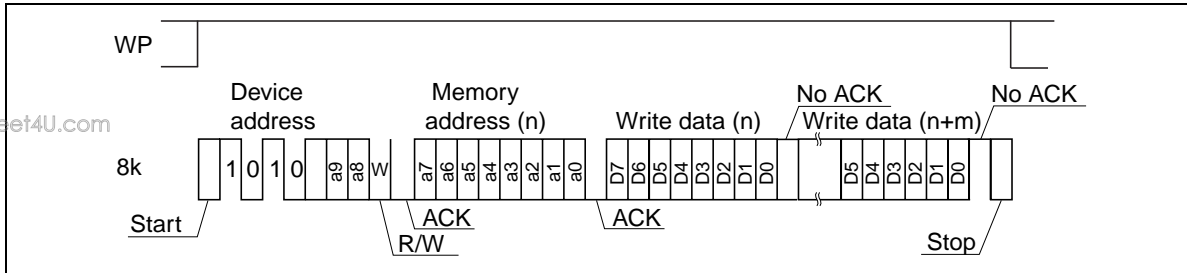 WP
Device
address
Memory
address (n)
Write data (n)
No ACK
Write data (n+m)
No ACK
eet4U.com
8k
1 0 1 0 a9 a8 W a7 a6 a5 a4 a3 a2 a1 a0 D7 D6 D5 D4 D3 D2 D1 D0 D5 D4 D3 D2 D1 D0
Start
R/W
ACK
ACK
Stop